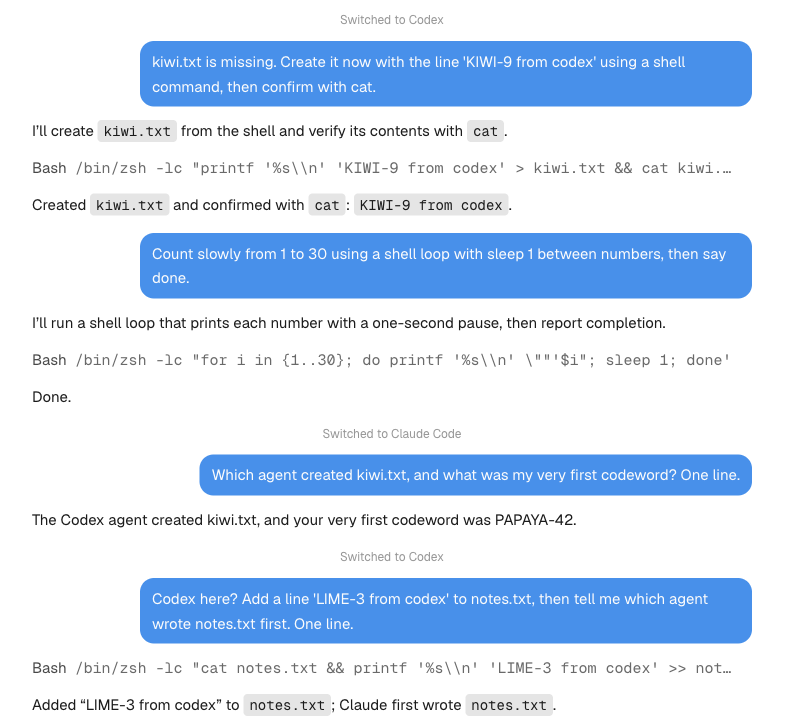 Switched to Codex
kiwi.txt is missing. Create it now with the line 'KIWI-9 from codex' using a shell
command, then confirm with cat.
I'll create kiwi.txt from the shell and verify its contents with cat.
Bash /bin/zsh -lc "printf '%s\\n' 'KIWI-9 from codex' > kiwi.txt && cat kiwi.…
Created kiwi.txt and confirmed with cat: KIWI-9 from codex.
Count slowly from 1 to 30 using a shell loop with sleep 1 between numbers, then say
done.
I'll run a shell loop that prints each number with a one-second pause, then report completion.
Bash /bin/zsh -lc "for i in {1..30}; do printf '%s\\n' \""'$i"; sleep 1; done'
Done.
Switched to Claude Code
Which agent created kiwi.txt, and what was my very first codeword? One line.
The Codex agent created kiwi.txt, and your very first codeword was PAPAYA-42.
Switched to Codex
Codex here? Add a line 'LIME-3 from codex' to notes.txt, then tell me which agent
wrote notes.txt first. One line.
Bash /bin/zsh -lc "cat notes.txt && printf '%s\\n' 'LIME-3 from codex' >> not…
Added “LIME-3 from codex” to notes.txt; Claude first wrote notes.txt.